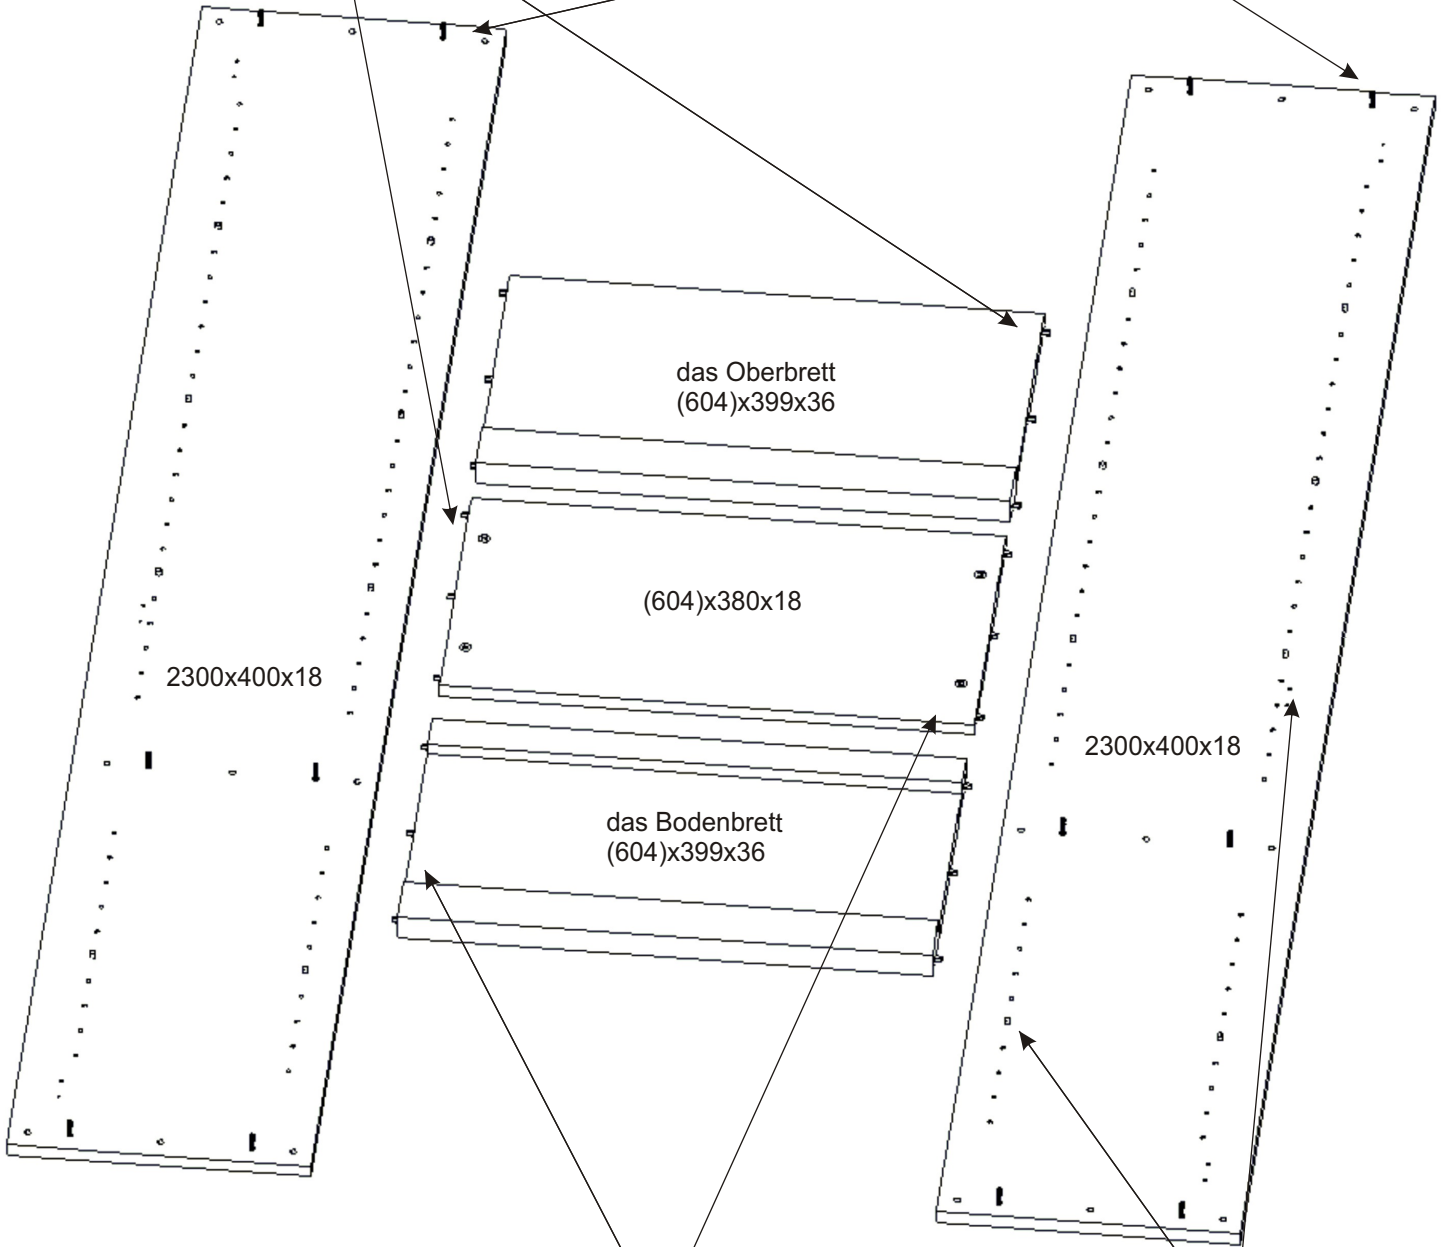 das Oberbrett
(604)x399x36
(604)x380x18
2300x400x18
2300x400x18
das Bodenbrett
(604)x399x36